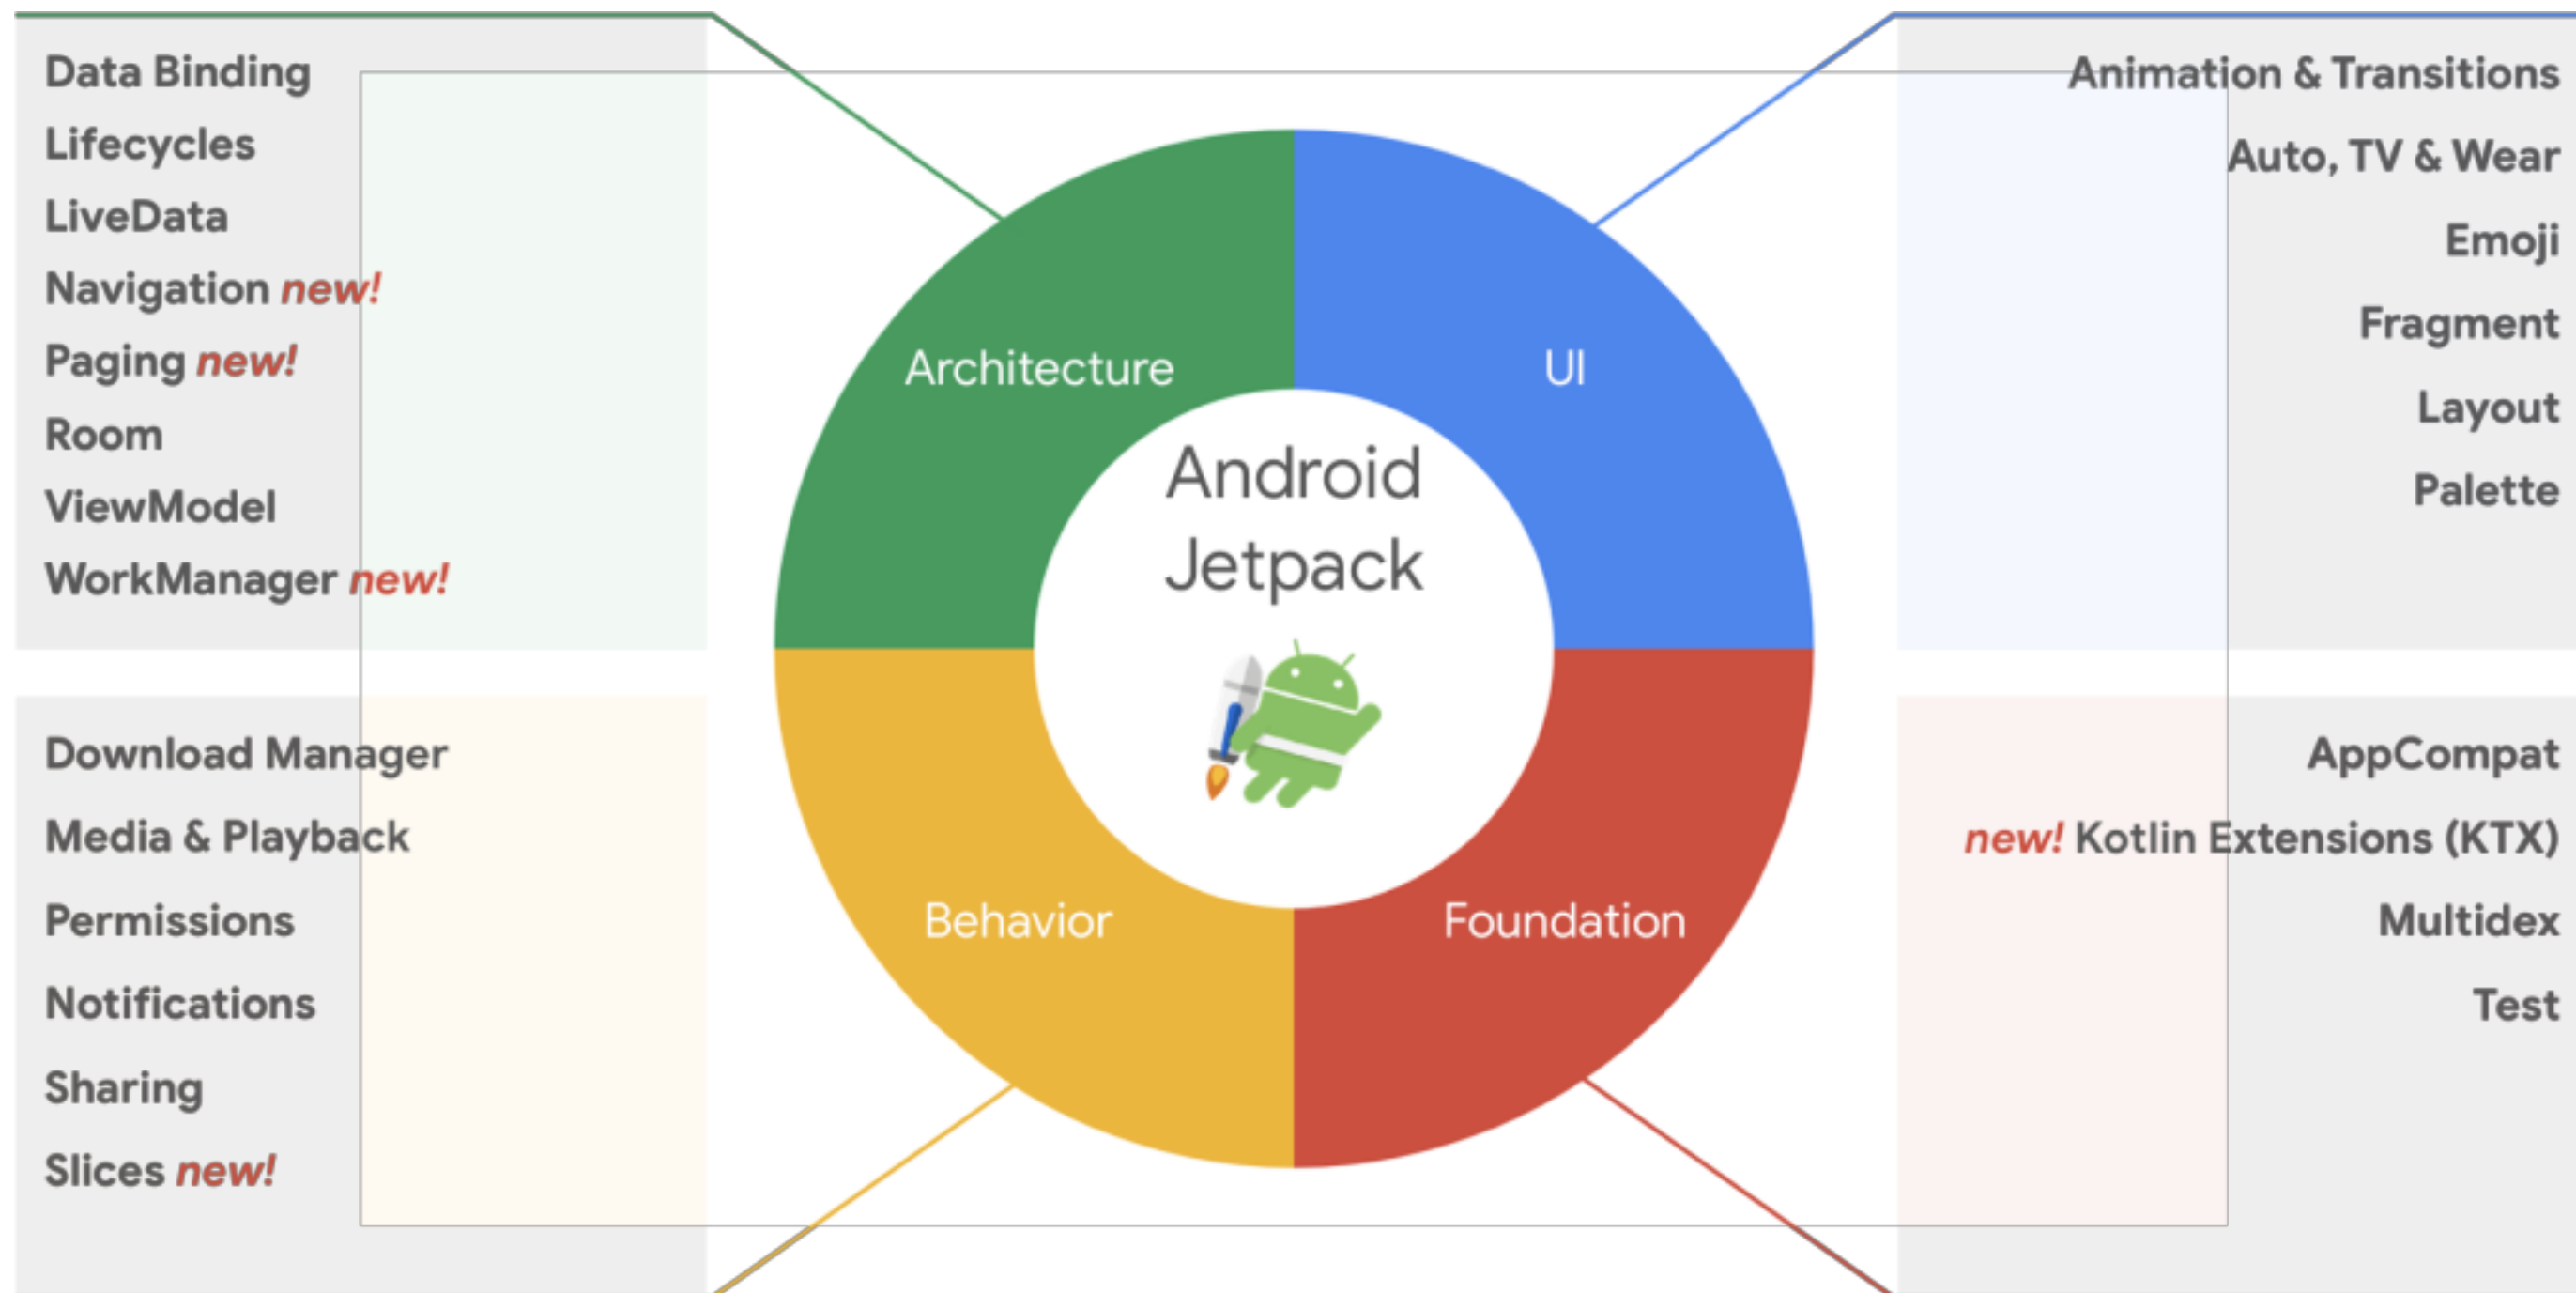 Data Binding
Lifecycles
LiveData
Navigation new!
Paging new!
Room
ViewModel
WorkManager new!
Animation & Transitions
Auto, TV & Wear
Emoji
Fragment
Layout
Palette
Architecture
UI
Android
Jetpack
Behavior
Foundation
Download Manager
Media & Playback
Permissions
Notifications
Sharing
Slices new!
AppCompat
new! Kotlin Extensions (KTX)
Multidex
Test